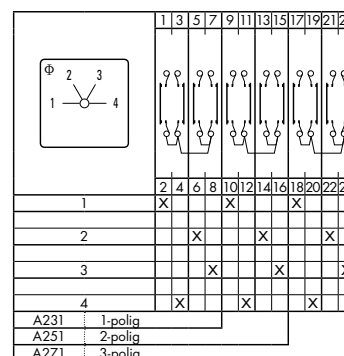 1 3 5 7 9 11 13 15 17 19 21
Φ
2 3
1 4
2 4 6 8 10 12 14 16 18 20 22
1 X X X
2 X X X
3 X X
4 X X X
A231 1-polig
A251 2-polig
A271 3-polig